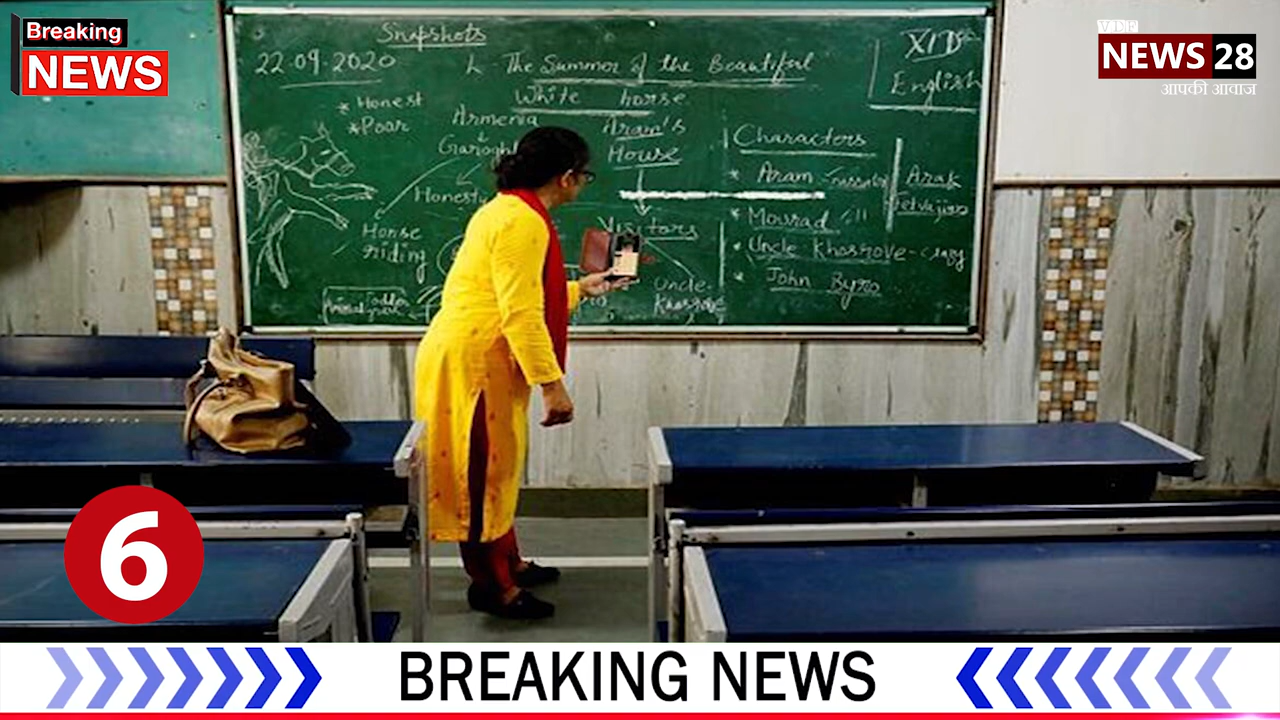 Breaking
NEWS
VDF
NEWS 28
आपकी आवाज
Snapshots
22.09.2020
The Summer of the Beautiful
White horse
XI D
English
* Honest
* Poor
Armenia
Aram's
House
Honesty
Horse
riding
Visitors
Uncle
Khosrove
Characters
* Aram
* Mourad
* Uncle Khosrove - crazy
* John Byro
Arak
6
BREAKING NEWS